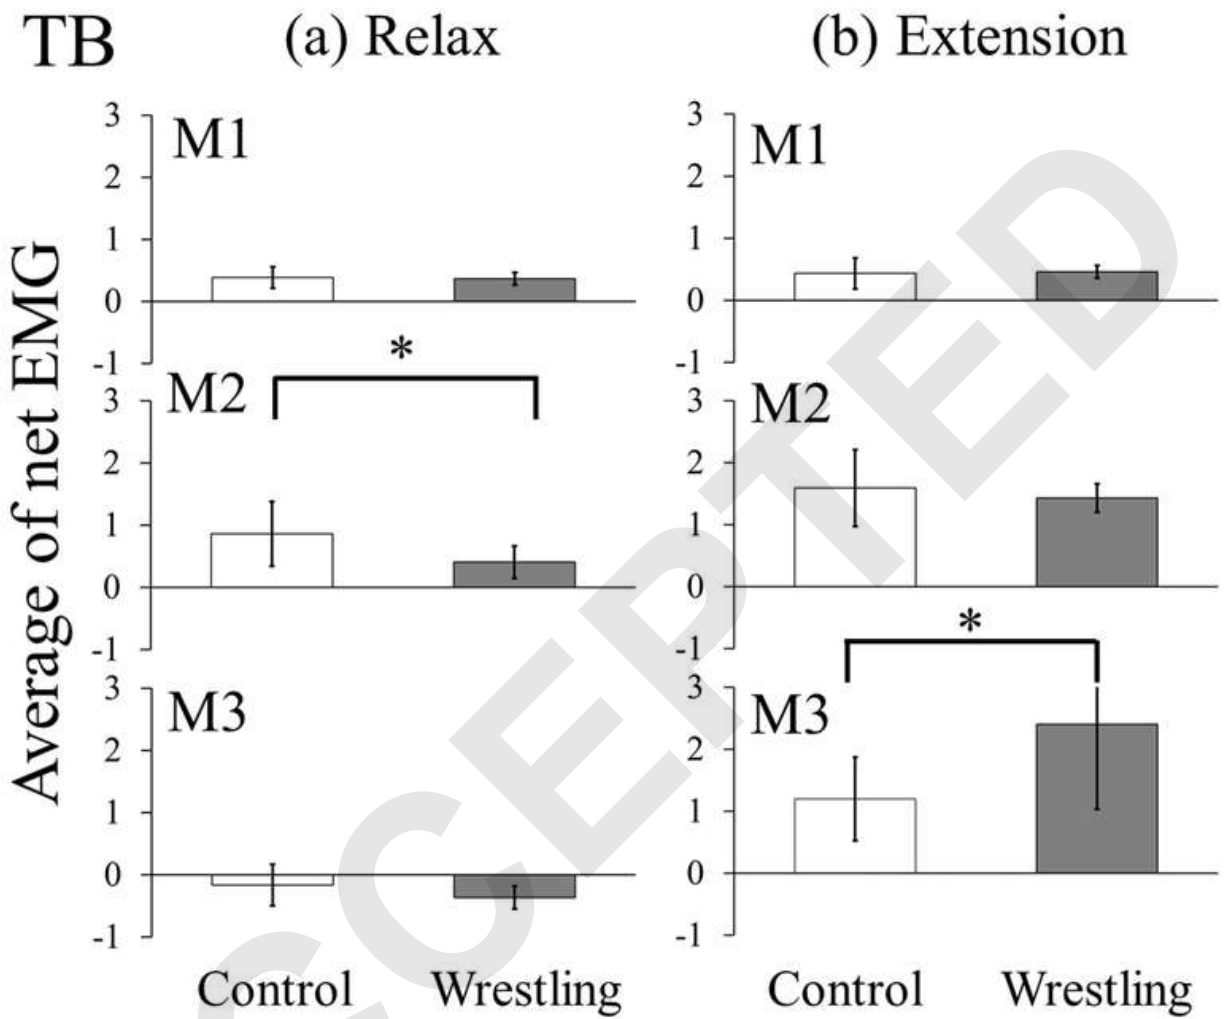 TB (a) Relax (b) Extension
Average of net EMG
3 M1
2
1
0
-1
*
3 M2
2
1
0
-1
3 M3
2
1
0
-1
Control Wrestling
3 M1
2
1
0
-1
3 M2
2
1
0
-1
*
3 M3
2
1
0
-1
Control Wrestling
CCEPTED